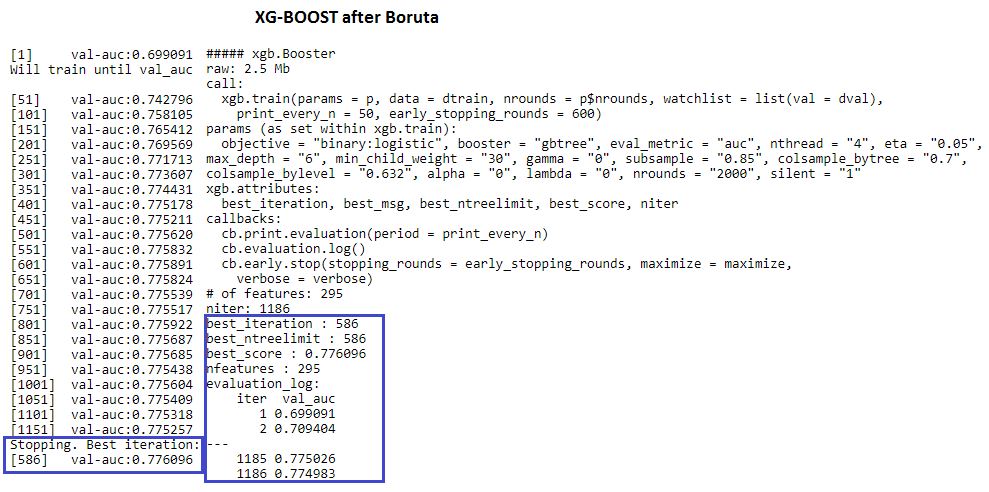 XG-BOOST after Boruta
[1] val-auc:0.699091
Will train until val_auc
[51] val-auc:0.742796
[101] val-auc:0.758105
[151] val-auc:0.765412
[201] val-auc:0.769569
[251] val-auc:0.771713
[301] val-auc:0.773607
[351] val-auc:0.774431
[401] val-auc:0.775178
[451] val-auc:0.775211
[501] val-auc:0.775620
[551] val-auc:0.775832
[601] val-auc:0.775891
[651] val-auc:0.775824
[701] val-auc:0.775539
[751] val-auc:0.775517
[801] val-auc:0.775922
[851] val-auc:0.775687
[901] val-auc:0.775685
[951] val-auc:0.775438
[1001] val-auc:0.775604
[1051] val-auc:0.775409
[1101] val-auc:0.775318
[1151] val-auc:0.775257
Stopping. Best iteration:
[586] val-auc:0.776096
##### xgb.Booster
raw: 2.5 Mb
call:
xgb.train(params = p, data = dtrain, nrounds = p$nrounds, watchlist = list(val = dval),
print_every_n = 50, early_stopping_rounds = 600)
params (as set within xgb.train):
objective = "binary:logistic", booster = "gbtree", eval_metric = "auc", nthread = "4", eta = "0.05",
max_depth = "6", min_child_weight = "30", gamma = "0", subsample = "0.85", colsample_bytree = "0.7",
colsample_bylevel = "0.632", alpha = "0", lambda = "0", nrounds = "2000", silent = "1"
xgb.attributes:
best_iteration, best_msg, best_ntreelimit, best_score, niter
callbacks:
cb.print.evaluation(period = print_every_n)
cb.evaluation.log()
cb.early.stop(stopping_rounds = early_stopping_rounds, maximize = maximize,
verbose = verbose)
# of features: 295
niter: 1186
best_iteration : 586
best_ntreelimit : 586
best_score : 0.776096
nfeatures : 295
evaluation_log:
iter val_auc
1 0.699091
2 0.709404
---
1185 0.775026
1186 0.774983